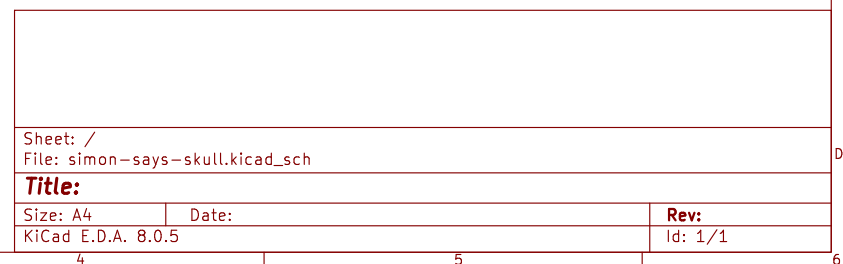 Sheet: /
File: simon-says-skull.kicad_sch
D
Title:
Size: A4 Date: Rev:
KiCad E.D.A. 8.0.5 Id: 1/1
4 5 6